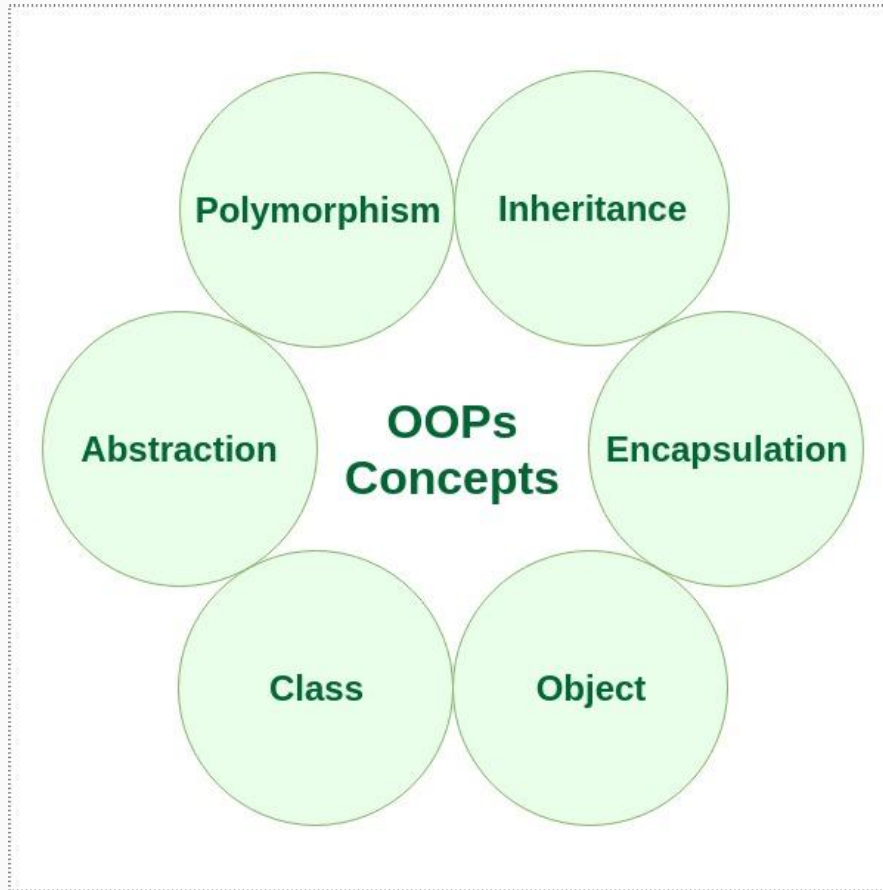 Polymorphism
Inheritance
Abstraction
OOPs
Concepts
Encapsulation
Class
Object